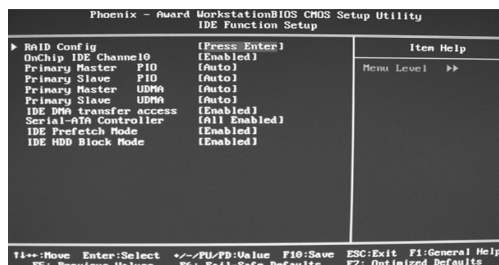 Phoenix - Award WorkstationBIOS CMOS Setup Utility
IDE Function Setup
▶ RAID Config [Press Enter]
OnChip IDE Channel0 [Enabled]
Primary Master PIO [Auto]
Primary Slave PIO [Auto]
Primary Master UDMA [Auto]
Primary Slave UDMA [Auto]
IDE DMA transfer access [Enabled]
Serial-ATA Controller [All Enabled]
IDE Prefetch Mode [Enabled]
IDE HDD Block Mode [Enabled]
Item Help
Menu Level ▶▶
↑↓→←:Move Enter:Select +/-/PU/PD:Value F10:Save ESC:Exit F1:General Help
F5: Previous Values F6: Fail-Safe Defaults F7: Optimized Defaults